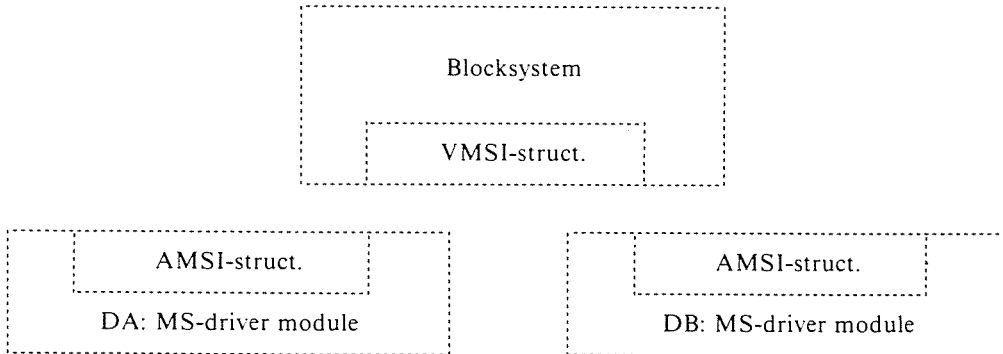 Blocksystem
VMSI-struct.
AMSI-struct.
AMSI-struct.
DA: MS-driver module
DB: MS-driver module